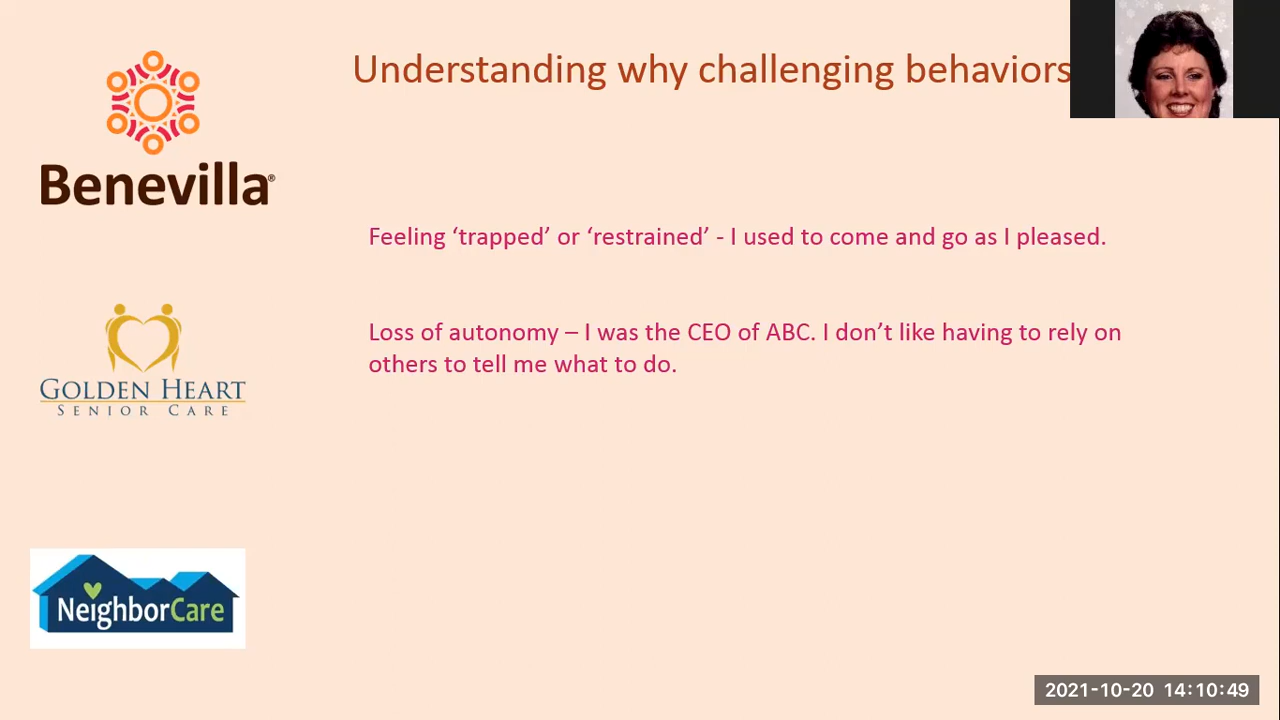 Understanding why challenging behaviors
Benevilla®
Feeling ‘trapped’ or ‘restrained’ - I used to come and go as I pleased.
Loss of autonomy – I was the CEO of ABC. I don’t like having to rely on
others to tell me what to do.
GOLDEN HEART
SENIOR CARE
NeighborCare
2021-10-20 14:10:49